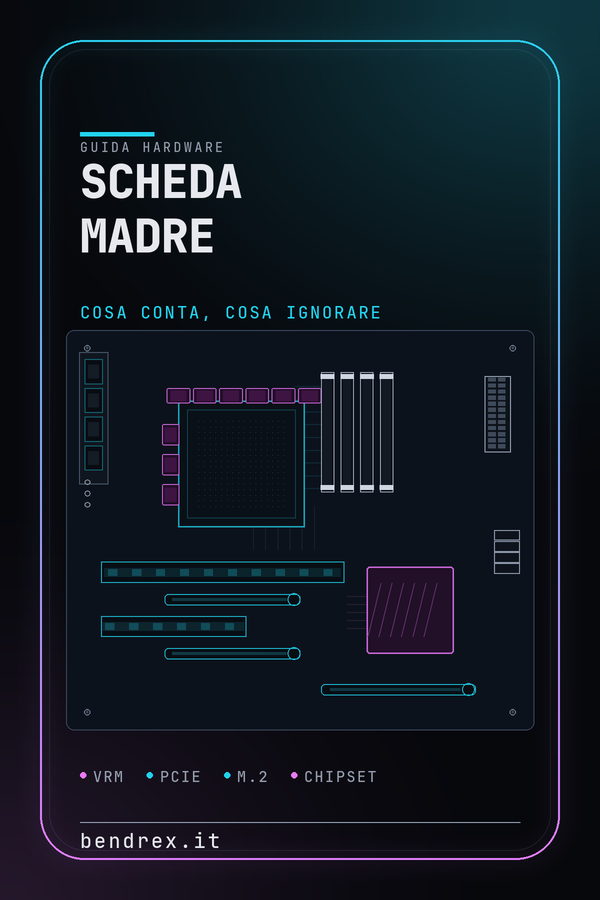 GUIDA HARDWARE
SCHEDA
MADRE
COSA CONTA, COSA IGNORARE
VRM PCIE M.2 CHIPSET
bendrex.it